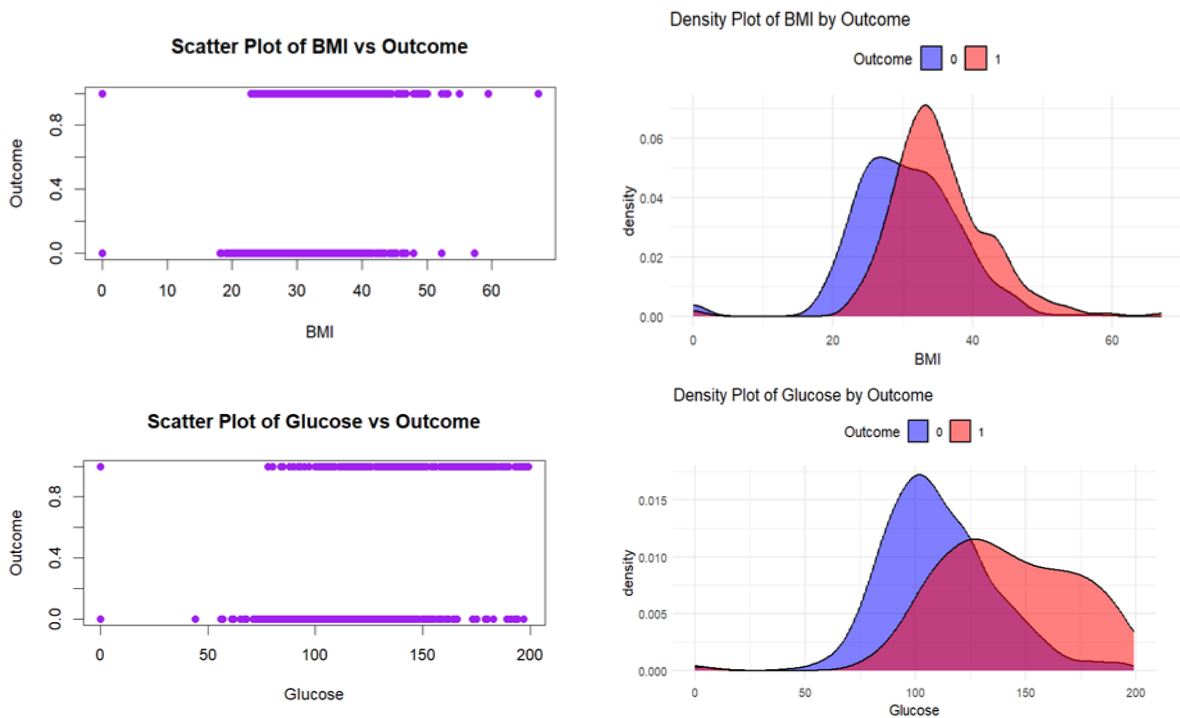 Scatter Plot of BMI vs Outcome
Outcome
0.0 0.4 0.8
0 10 20 30 40 50 60
BMI
Density Plot of BMI by Outcome
Outcome 0 1
density
0.06
0.04
0.02
0.00
0 20 40 60
BMI
Scatter Plot of Glucose vs Outcome
Outcome
0.0 0.4 0.8
0 50 100 150 200
Glucose
Density Plot of Glucose by Outcome
Outcome 0 1
density
0.015
0.010
0.005
0.000
0 50 100 150 200
Glucose